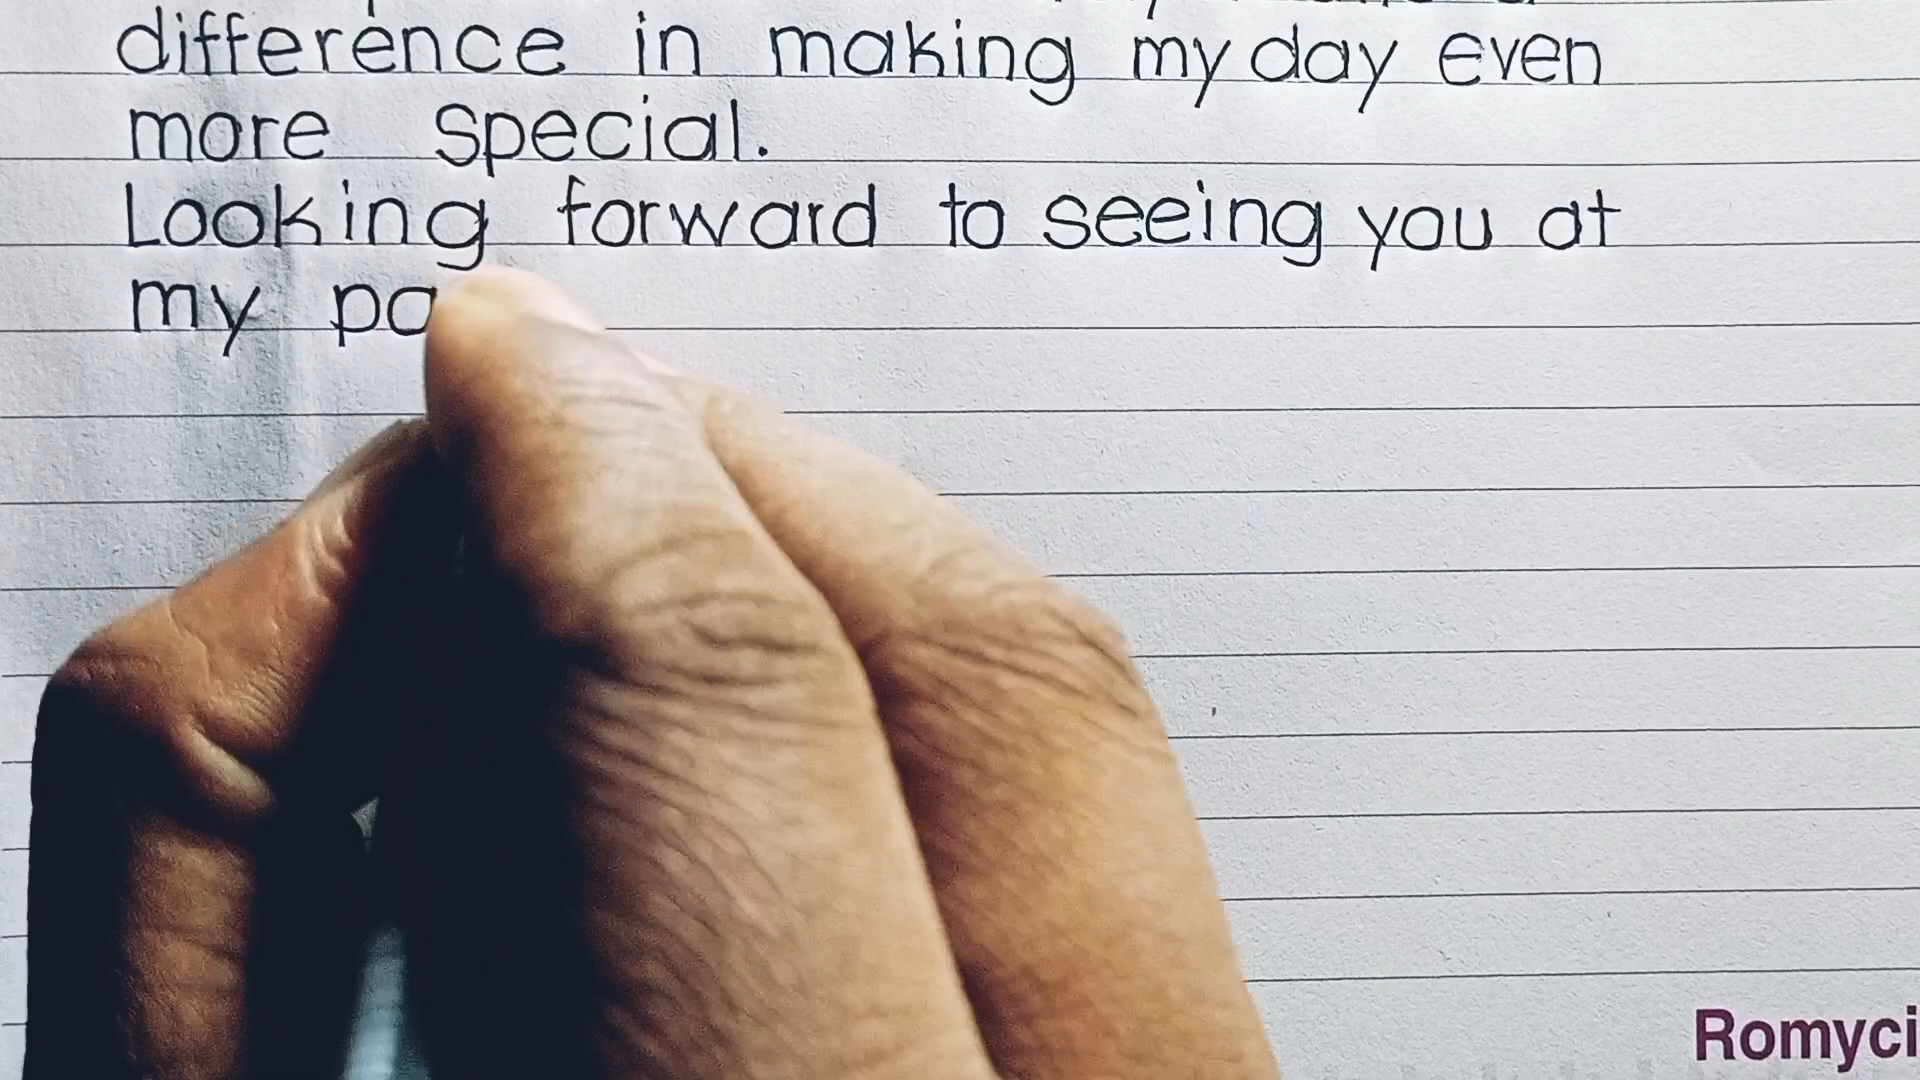 difference in making my day even
more special.
Looking forward to seeing you at
my pa
Romyci